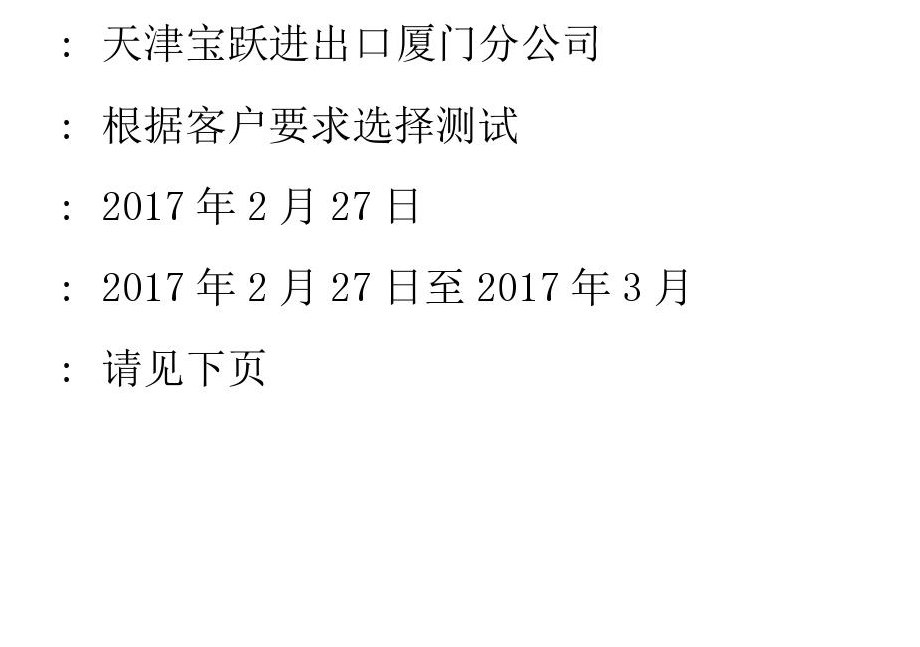 : 天津宝跃进出口厦门分公司
: 根据客户要求选择测试
: 2017 年 2 月 27 日
: 2017 年 2 月 27 日至 2017 年 3 月
: 请见下页